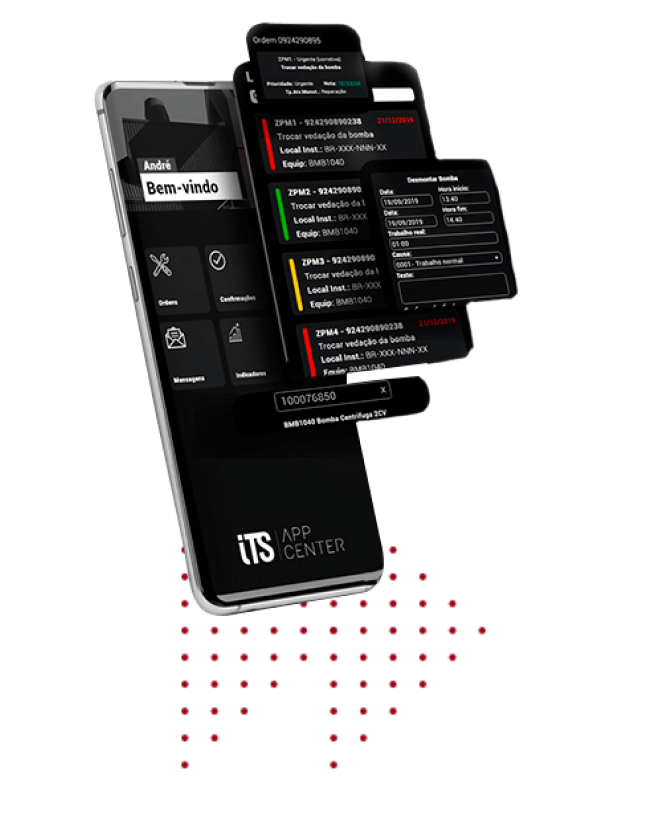 Ordem 0924290895
ZPM1 - Urgente (corretiva)
Trocar vedação da bomba
Prioridade: Urgente Nota:
Tp.Atv.Manut.: Reparação
ZPM1 - 924290890238 21/12/2019
Trocar vedação da bomba
Local Inst.: BR-XXX-NNN-XX
Equip: BMB1040
ZPM2 - 924290890
Trocar vedação da
Local Inst.: BR-XXX
Equip: BMB1040
ZPM3 - 92429089
Trocar vedação da
Local Inst.: BR-XXX
Equip: BMB1040
ZPM4 - 924290890238 21/12/2019
Trocar vedação da bomba
Local Inst.: BR-XXX-NNN-XX
Equip: BMB1040
Desmontar Bomba
Data: Hora início:
19/09/2019 13:40
Data: Hora fim:
19/09/2019 14:40
Trabalho real:
01:00
Causa:
0001- Trabalho normal
Texto:
100076850 X
BMB1040 Bomba Centrífuga 2CV
André
Bem-vindo
Ordens
Confirmações
Mensagens
Indicadores
iTS APP
CENTER